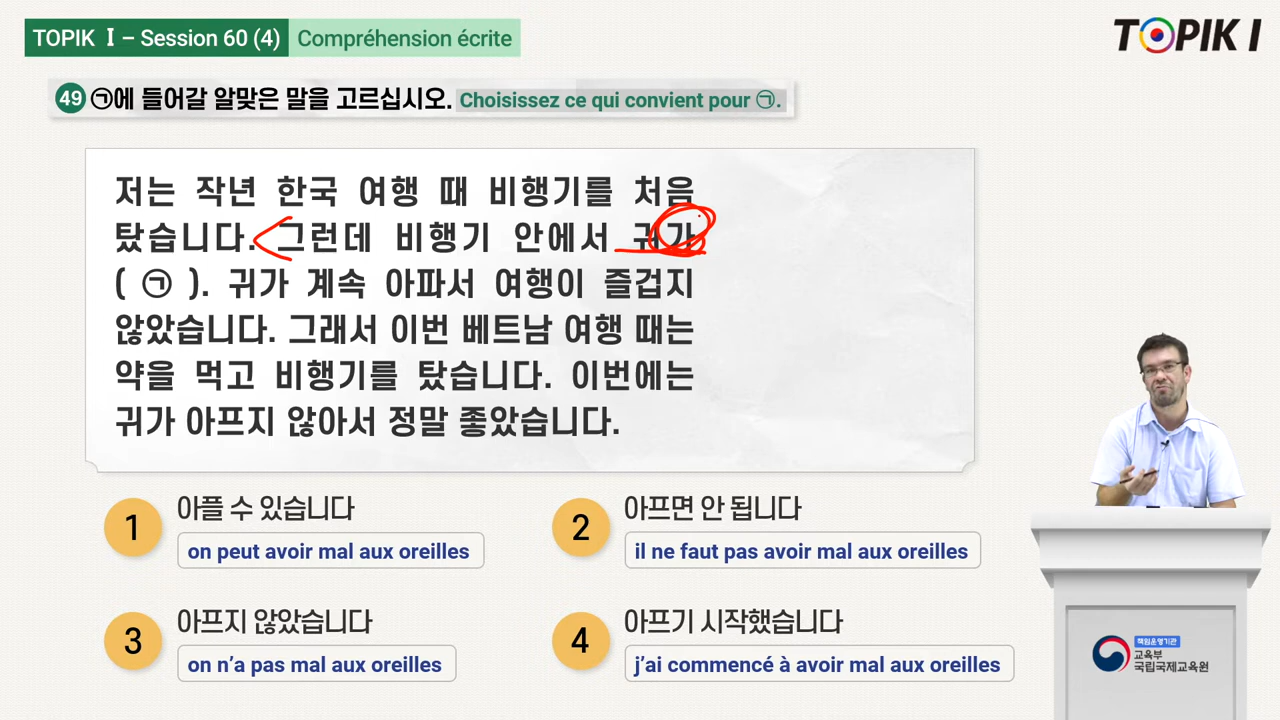 TOPIK I – Session 60 (4) Compréhension écrite
TOPIK I
49 ㉠에 들어갈 알맞은 말을 고르십시오. Choisissez ce qui convient pour ㉠.
저는 작년 한국 여행 때 비행기를 처음
탔습니다. 그런데 비행기 안에서 귀가
( ㉠ ). 귀가 계속 아파서 여행이 즐겁지
않았습니다. 그래서 이번 베트남 여행 때는
약을 먹고 비행기를 탔습니다. 이번에는
귀가 아프지 않아서 정말 좋았습니다.
1 아플 수 있습니다
on peut avoir mal aux oreilles
2 아프면 안 됩니다
il ne faut pas avoir mal aux oreilles
3 아프지 않았습니다
on n’a pas mal aux oreilles
4 아프기 시작했습니다
j’ai commencé à avoir mal aux oreilles
책임운영기관
교육부
국립국제교육원